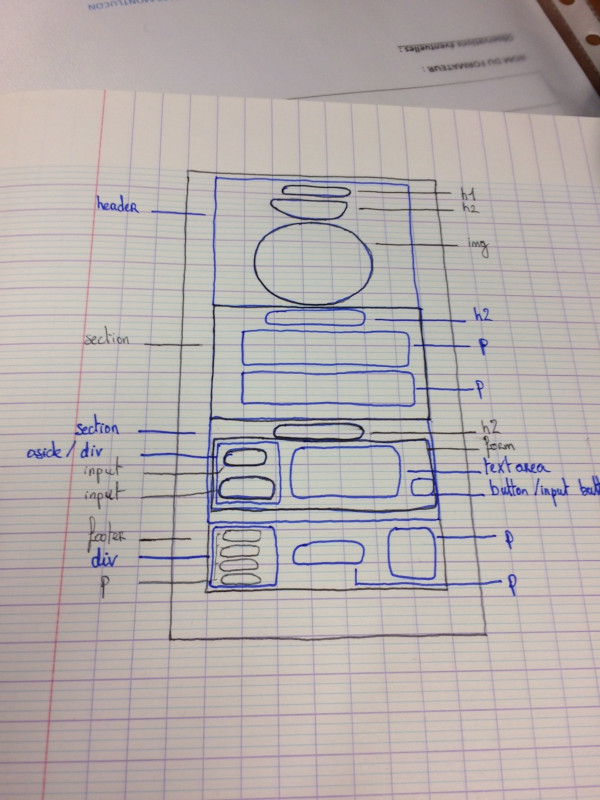 MONTLUCON
Observations éventuelles :
NOM DU FORMATEUR :
header
h1
h2
img
section
h2
p
p
section
h2
aside / div
form
input
text area
input
button / input butt
footer
div
p
p
p